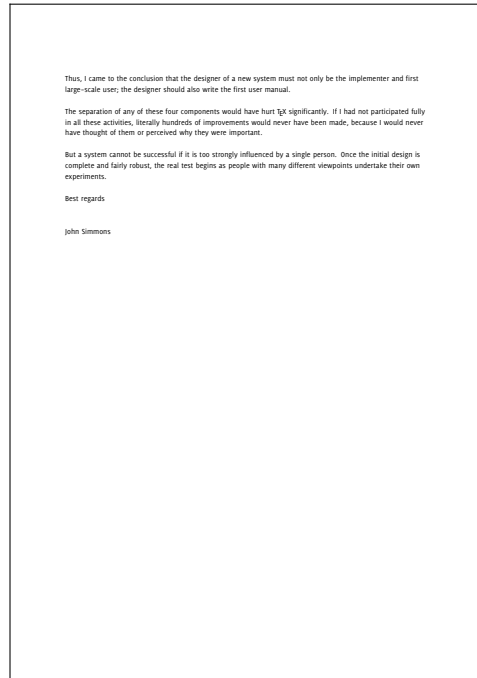 Thus, I came to the conclusion that the designer of a new system must not only be the implementer and first
large-scale user; the designer should also write the first user manual.
The separation of any of these four components would have hurt TEX significantly. If I had not participated fully
in all these activities, literally hundreds of improvements would never have been made, because I would never
have thought of them or perceived why they were important.
But a system cannot be successful if it is too strongly influenced by a single person. Once the initial design is
complete and fairly robust, the real test begins as people with many different viewpoints undertake their own
experiments.
Best regards
John Simmons